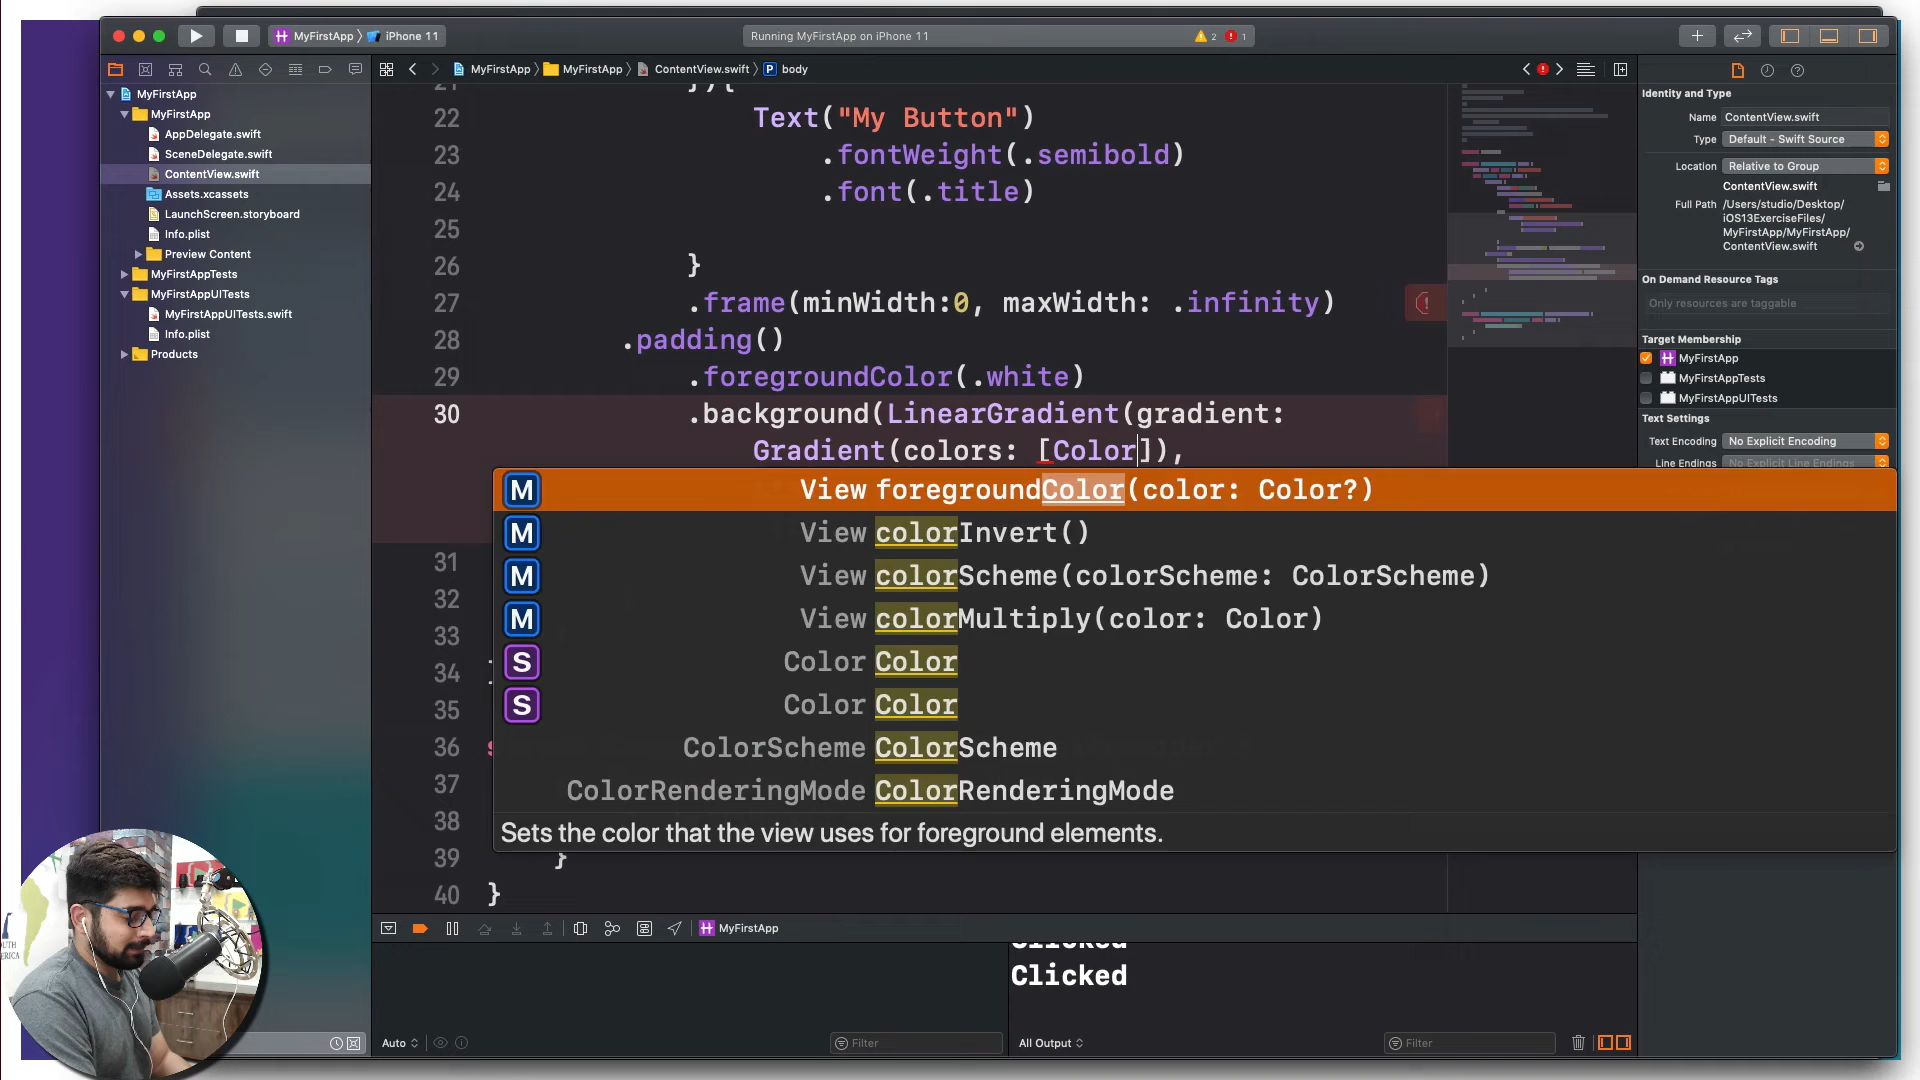 MyFirstApp
iPhone 11
Running MyFirstApp on iPhone 11
2
1
MyFirstApp
MyFirstApp
ContentView.swift
P
body
MyFirstApp
MyFirstApp
AppDelegate.swift
SceneDelegate.swift
ContentView.swift
Assets.xcassets
LaunchScreen.storyboard
Info.plist
Preview Content
MyFirstAppTests
MyFirstAppUITests
MyFirstAppUITests.swift
Info.plist
Products
22 Text("My Button")
23 .fontWeight(.semibold)
24 .font(.title)
25
26 }
27 .frame(minWidth:0, maxWidth: .infinity)
28 .padding()
29 .foregroundColor(.white)
30 .background(LinearGradient(gradient:
Gradient(colors: [Color]),
M View foregroundColor(color: Color?)
M View colorInvert()
M View colorScheme(colorScheme: ColorScheme)
M View colorMultiply(color: Color)
S Color Color
S Color Color
ColorScheme ColorScheme
ColorRenderingMode ColorRenderingMode
Sets the color that the view uses for foreground elements.
31
32
33
34
35
36
37
38
39 }
40 }
MyFirstApp
Clicked
Clicked
Auto
Filter
All Output
Filter
Identity and Type
Name ContentView.swift
Type Default - Swift Source
Location Relative to Group
ContentView.swift
Full Path /Users/studio/Desktop/
iOS13ExerciseFiles/
MyFirstApp/MyFirstApp/
ContentView.swift
On Demand Resource Tags
Only resources are taggable
Target Membership
MyFirstApp
MyFirstAppTests
MyFirstAppUITests
Text Settings
Text Encoding No Explicit Encoding
Line Endings No Explicit Line Endings